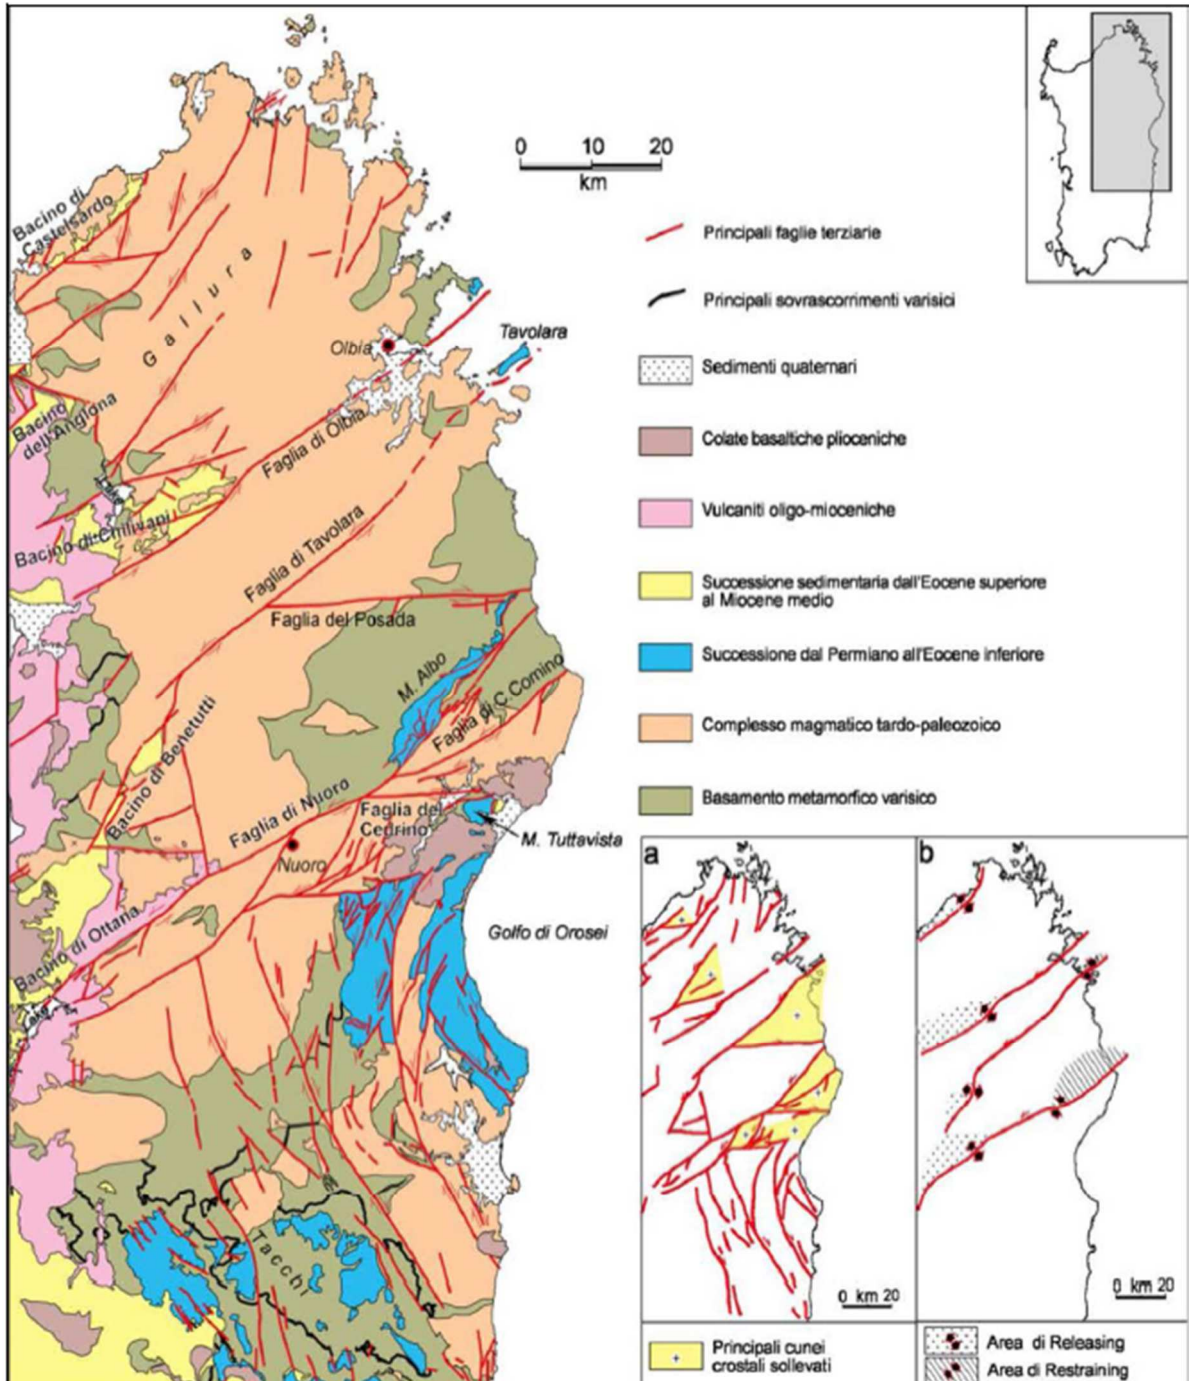 0 10 20
km
Principali faglie terziarie
Principali sovrascorrimenti varisici
Sedimenti quaternari
Colate basaltiche plioceniche
Vulcaniti oligo-mioceniche
Successione sedimentaria dall'Eocene superiore
al Miocene medio
Successione dal Permiano all'Eocene inferiore
Complesso magmatico tardo-paleozoico
Basamento metamorfico varisico
Bacino di
Castelsardo
Gallura
Olbia
Tavolara
Bacino
dell'Anglona
Faglia di Olbia
Lake
Bacino di Chilivani
Faglia di Tavolara
Faglia del Posada
M. Albo
Faglia di C.Comino
Bacino di Benetutti
Faglia di Nuoro
Faglia del
Cedrino
M. Tuttavista
Nuoro
Golfo di Orosei
Bacino di Ottana
Lake
Tacchi
a
0 km 20
Principali cunei
crostali sollevati
b
0 km 20
Area di Releasing
Area di Restraining